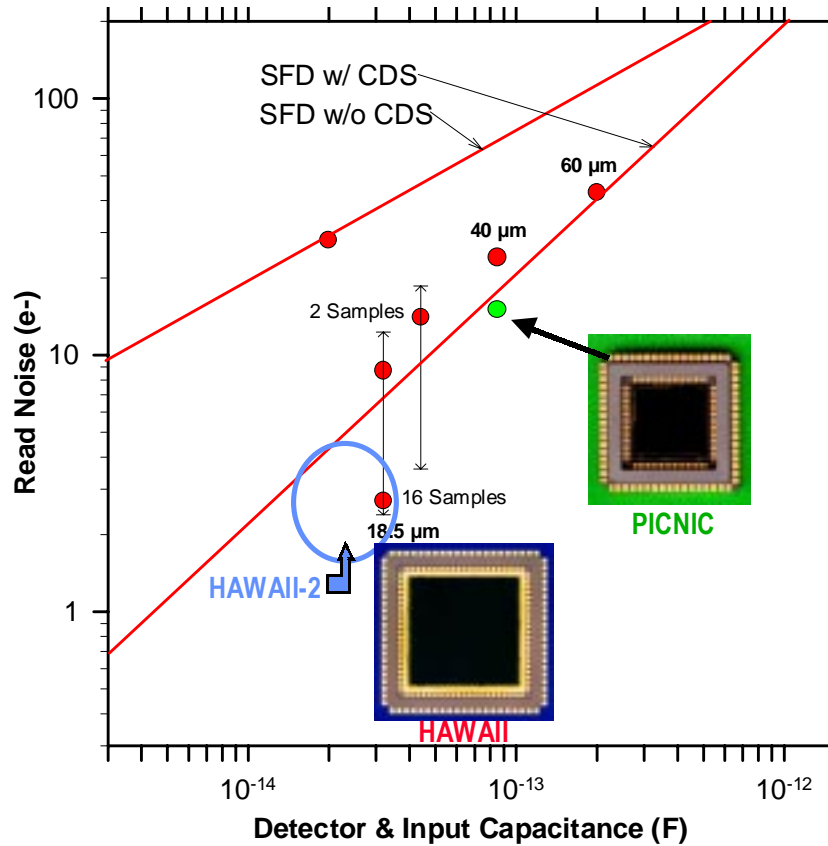 100
SFD w/ CDS
SFD w/o CDS
60 µm
40 µm
2 Samples
10
Read Noise (e-)
16 Samples
18.5 µm
PICNIC
HAWAII-2
1
HAWAII
10⁻¹⁴
10⁻¹³
10⁻¹²
Detector & Input Capacitance (F)